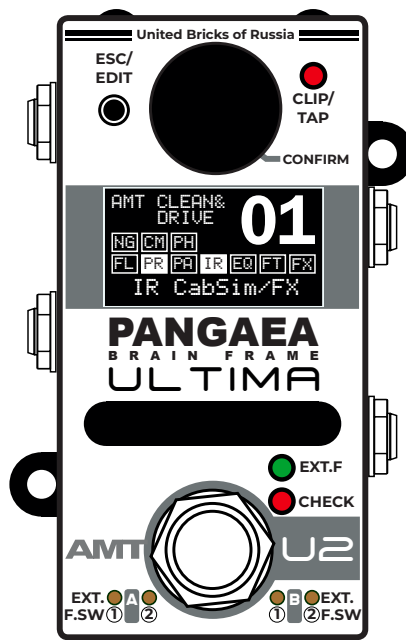 United Bricks of Russia
ESC/
EDIT
CLIP/
TAP
CONFIRM
AMT CLEAN&
DRIVE
01
NG CM PH
FL PR PA IR EQ FT FX
IR CabSim/FX
PANGAEA
BRAIN FRAME
ULTIMA
EXT.F
CHECK
AMT
U2
EXT. A
F.SW 1 2
B EXT.
1 2 F.SW